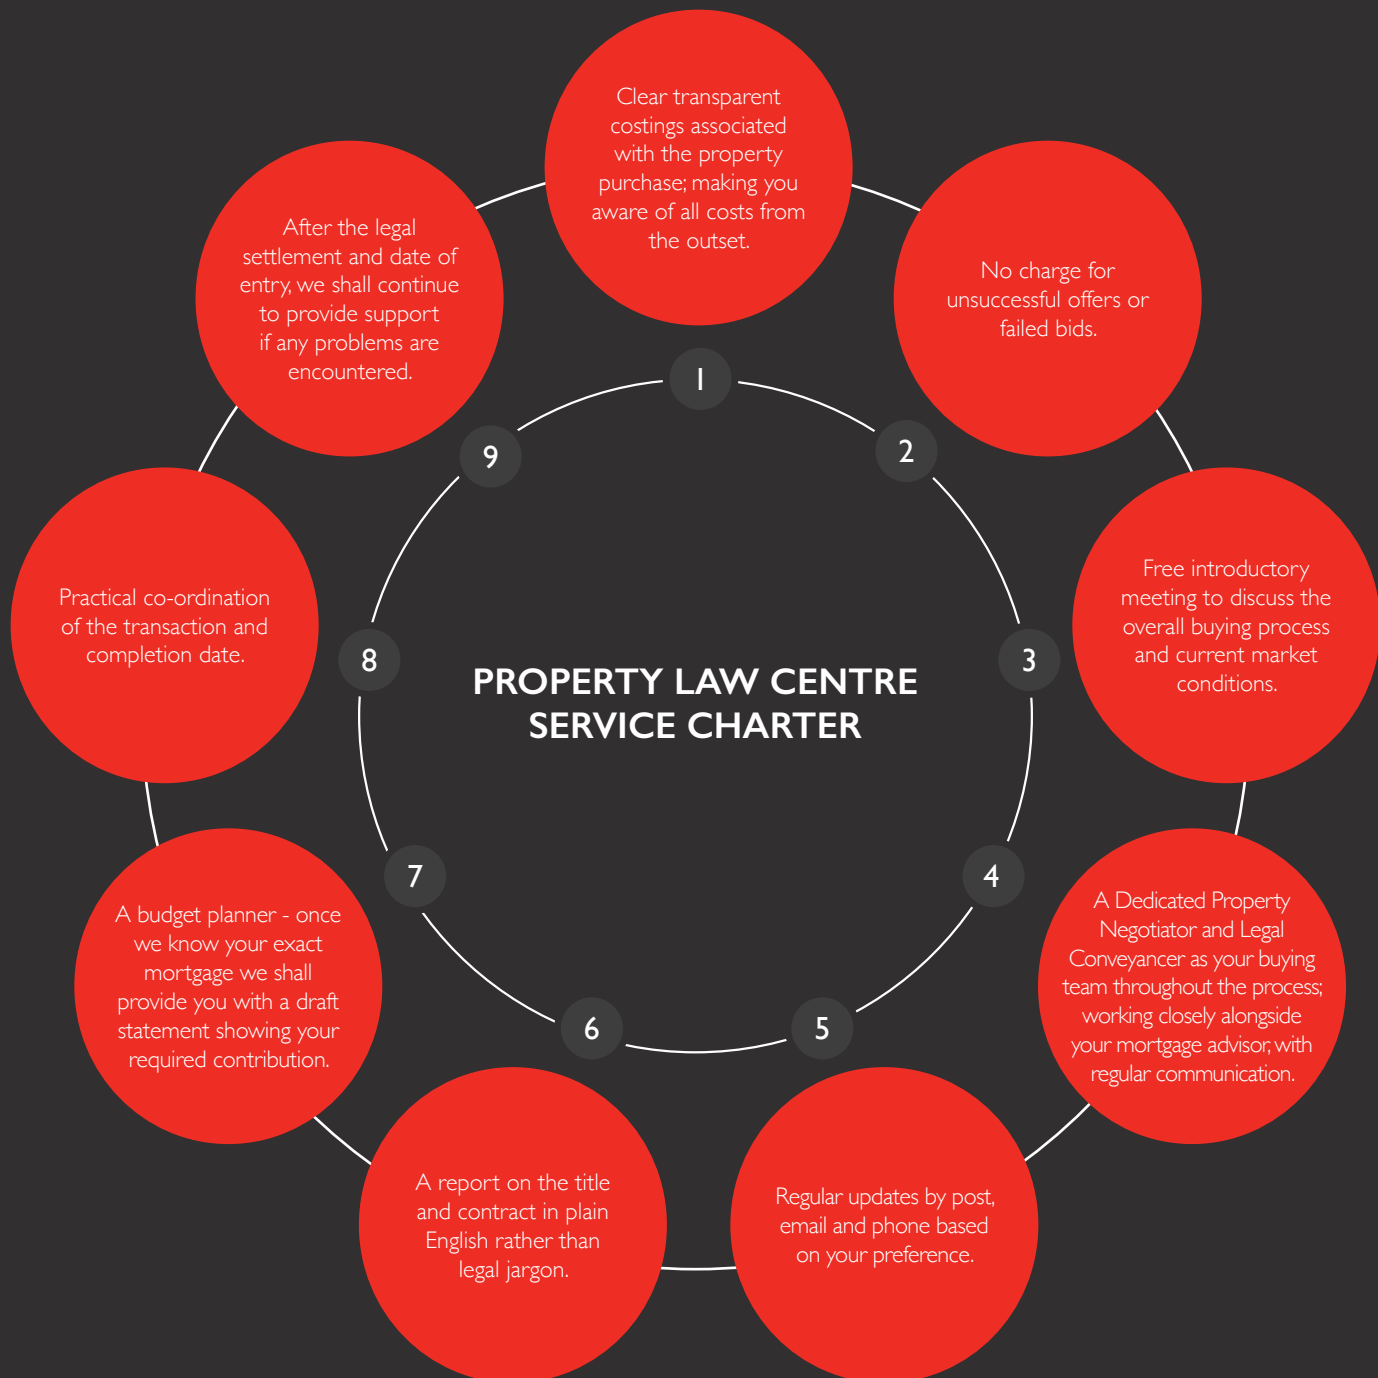 Clear transparent
costings associated
with the property
purchase; making you
aware of all costs from
the outset.
No charge for
unsuccessful offers or
failed bids.
Free introductory
meeting to discuss the
overall buying process
and current market
conditions.
A Dedicated Property
Negotiator and Legal
Conveyancer as your buying
team throughout the process;
working closely alongside
your mortgage advisor, with
regular communication.
Regular updates by post,
email and phone based
on your preference.
A report on the title
and contract in plain
English rather than
legal jargon.
A budget planner - once
we know your exact
mortgage we shall
provide you with a draft
statement showing your
required contribution.
Practical co-ordination
of the transaction and
completion date.
After the legal
settlement and date of
entry, we shall continue
to provide support
if any problems are
encountered.
1
2
3
4
5
6
7
8
9
PROPERTY LAW CENTRE
SERVICE CHARTER